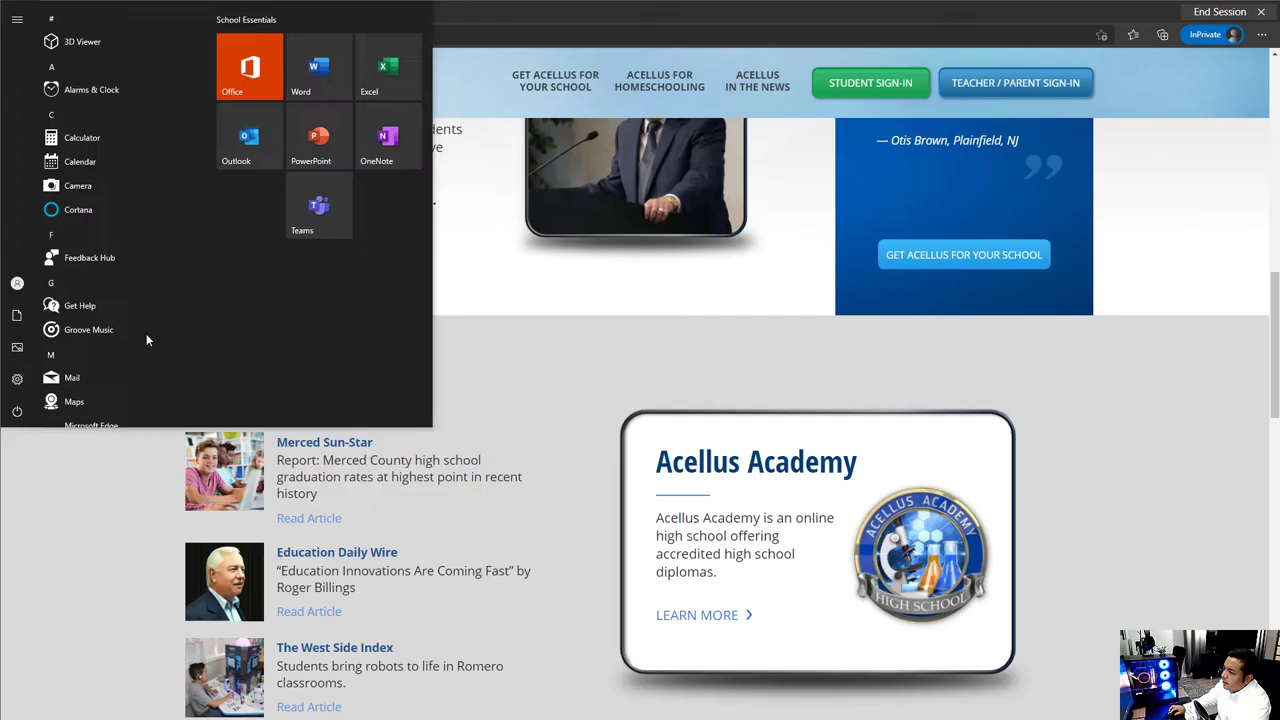 #
3D Viewer
A
Alarms & Clock
C
Calculator
Calendar
Camera
Cortana
F
Feedback Hub
G
Get Help
Groove Music
M
Mail
Maps
Microsoft Edge
School Essentials
Office
Word
Excel
Outlook
PowerPoint
OneNote
Teams
End Session
InPrivate
GET ACELLUS FOR
YOUR SCHOOL
ACELLUS FOR
HOMESCHOOLING
ACELLUS
IN THE NEWS
STUDENT SIGN-IN
TEACHER / PARENT SIGN-IN
— Otis Brown, Plainfield, NJ
”
GET ACELLUS FOR YOUR SCHOOL
Merced Sun-Star
Report: Merced County high school
graduation rates at highest point in recent
history
Read Article
Education Daily Wire
“Education Innovations Are Coming Fast” by
Roger Billings
Read Article
The West Side Index
Students bring robots to life in Romero
classrooms.
Read Article
Acellus Academy
Acellus Academy is an online
high school offering
accredited high school
diplomas.
LEARN MORE
ACELLUS ACADEMY
HIGH SCHOOL